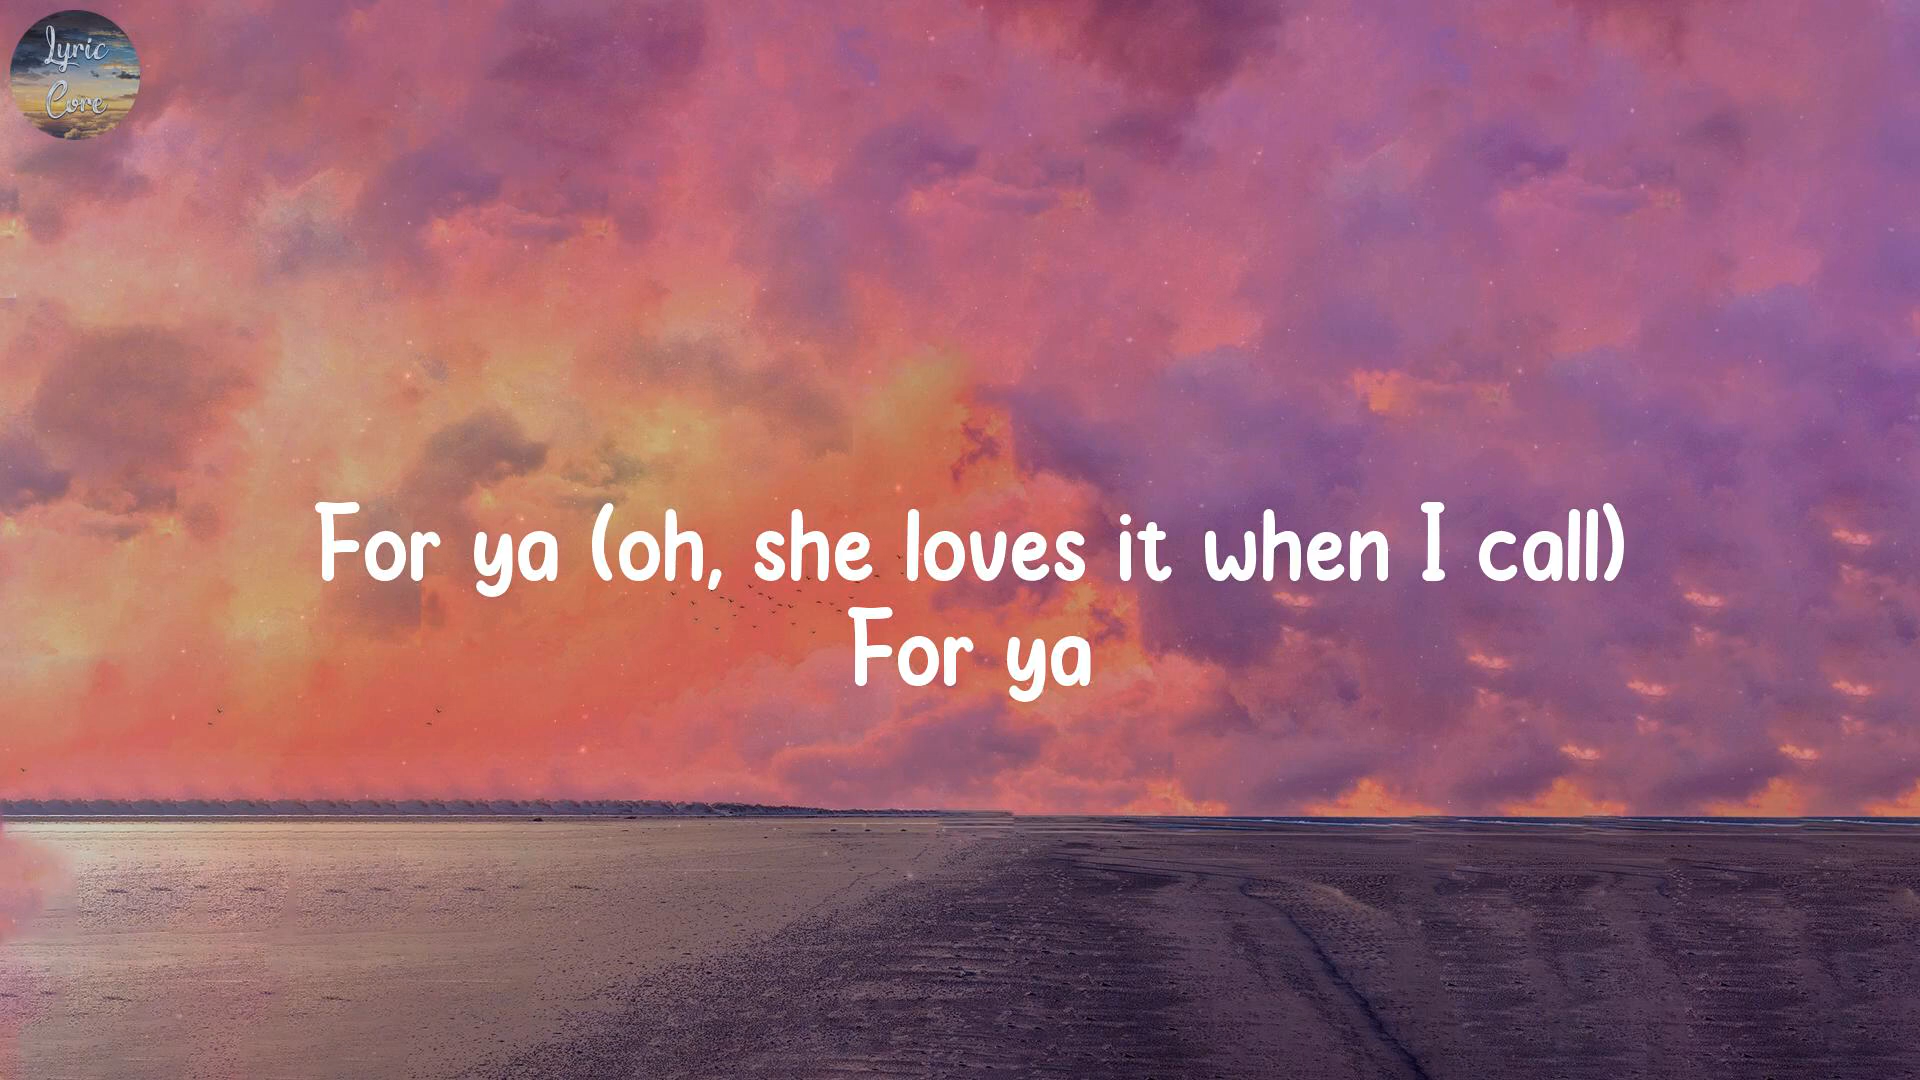 Lyric
Core
For ya (oh, she loves it when I call)
For ya